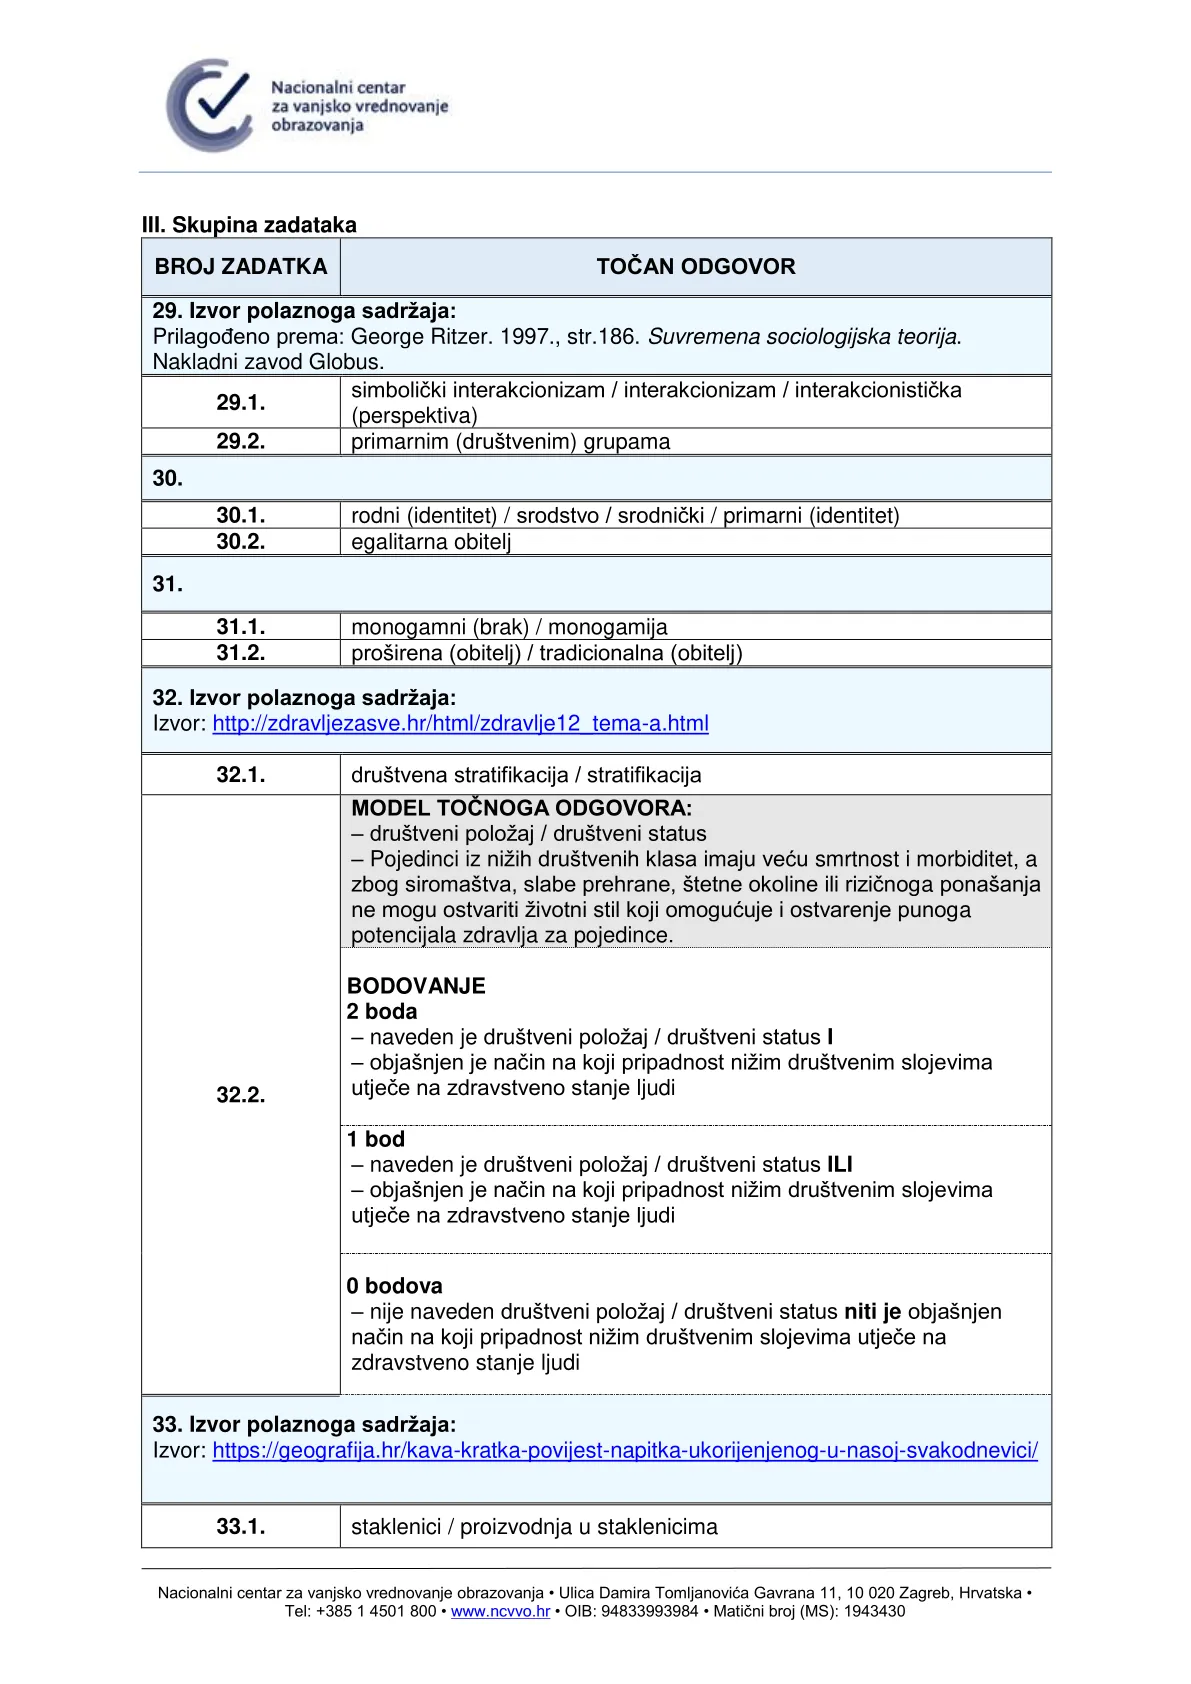 Nacionalni centar
za vanjsko vrednovanje
obrazovanja
III. Skupina zadataka
BROJ ZADATKA TOČAN ODGOVOR
29. Izvor polaznoga sadržaja:
Prilagođeno prema: George Ritzer. 1997., str.186. Suvremena sociologijska teorija.
Nakladni zavod Globus.
29.1. simbolički interakcionizam / interakcionizam / interakcionistička
(perspektiva)
29.2. primarnim (društvenim) grupama
30.
30.1. rodni (identitet) / srodstvo / srodnički / primarni (identitet)
30.2. egalitarna obitelj
31.
31.1. monogamni (brak) / monogamija
31.2. proširena (obitelj) / tradicionalna (obitelj)
32. Izvor polaznoga sadržaja:
Izvor: http://zdravljezasve.hr/html/zdravlje12_tema-a.html
32.1. društvena stratifikacija / stratifikacija
32.2.
MODEL TOČNOGA ODGOVORA:
– društveni položaj / društveni status
– Pojedinci iz nižih društvenih klasa imaju veću smrtnost i morbiditet, a
zbog siromaštva, slabe prehrane, štetne okoline ili rizičnoga ponašanja
ne mogu ostvariti životni stil koji omogućuje i ostvarenje punoga
potencijala zdravlja za pojedince.
BODOVANJE
2 boda
– naveden je društveni položaj / društveni status I
– objašnjen je način na koji pripadnost nižim društvenim slojevima
utječe na zdravstveno stanje ljudi
1 bod
– naveden je društveni položaj / društveni status ILI
– objašnjen je način na koji pripadnost nižim društvenim slojevima
utječe na zdravstveno stanje ljudi
0 bodova
– nije naveden društveni položaj / društveni status niti je objašnjen
način na koji pripadnost nižim društvenim slojevima utječe na
zdravstveno stanje ljudi
33. Izvor polaznoga sadržaja:
Izvor: https://geografija.hr/kava-kratka-povijest-napitka-ukorijenjenog-u-nasoj-svakodnevici/
33.1. staklenici / proizvodnja u staklenicima
Nacionalni centar za vanjsko vrednovanje obrazovanja • Ulica Damira Tomljanovića Gavrana 11, 10 020 Zagreb, Hrvatska •
Tel: +385 1 4501 800 • www.ncvvo.hr • OIB: 94833993984 • Matični broj (MS): 1943430